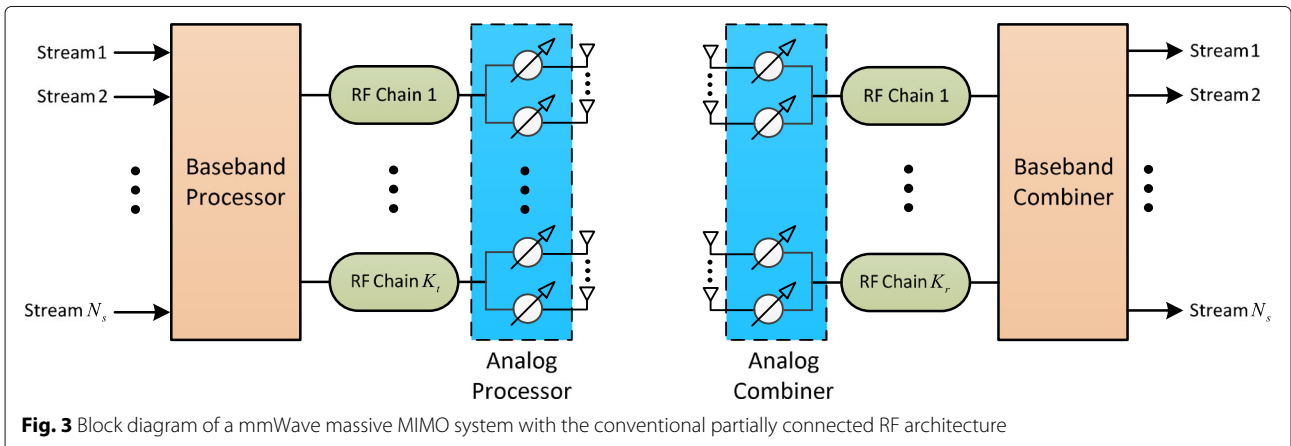 Stream 1
Stream 2
Stream N_s
Baseband
Processor
RF Chain 1
RF Chain K_t
Analog
Processor
Analog
Combiner
RF Chain 1
RF Chain K_r
Baseband
Combiner
Stream 1
Stream 2
Stream N_s
Fig. 3 Block diagram of a mmWave massive MIMO system with the conventional partially connected RF architecture